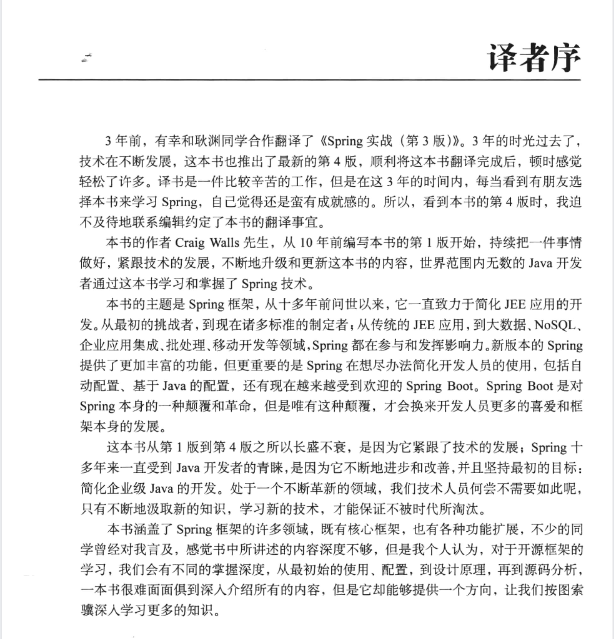 译者序
3 年前，有幸和耿渊同学合作翻译了《Spring 实战（第 3 版）》。3 年的时光过去了，
技术在不断发展，这本书也推出了最新的第 4 版，顺利将这本书翻译完成后，顿时感觉
轻松了许多。译书是一件比较辛苦的工作，但是在这 3 年的时间内，每当看到有朋友选
择本书来学习 Spring，自己觉得还是蛮有成就感的。所以，看到本书的第 4 版时，我迫
不及待地联系编辑约定了本书的翻译事宜。
本书的作者 Craig Walls 先生，从 10 年前编写本书的第 1 版开始，持续把一件事情
做好，紧跟技术的发展，不断地升级和更新这本书的内容，世界范围内无数的 Java 开发
者通过这本书学习和掌握了 Spring 技术。
本书的主题是 Spring 框架，从十多年前问世以来，它一直致力于简化 JEE 应用的开
发。从最初的挑战者，到现在诸多标准的制定者；从传统的 JEE 应用，到大数据、NoSQL、
企业应用集成、批处理、移动开发等领域，Spring 都在参与和发挥影响力。新版本的 Spring
提供了更加丰富的功能，但更重要的是 Spring 在想尽办法简化开发人员的使用，包括自
动配置、基于 Java 的配置，还有现在越来越受到欢迎的 Spring Boot。Spring Boot 是对
Spring 本身的一种颠覆和革命，但是唯有这种颠覆，才会换来开发人员更多的喜爱和框
架本身的发展。
这本书从第 1 版到第 4 版之所以长盛不衰，是因为它紧跟了技术的发展；Spring 十
多年来一直受到 Java 开发者的青睐，是因为它不断地进步和改善，并且坚持最初的目标：
简化企业级 Java 的开发。处于一个不断革新的领域，我们技术人员何尝不需要如此呢，
只有不断地汲取新的知识，学习新的技术，才能保证不被时代所淘汰。
本书涵盖了 Spring 框架的许多领域，既有核心框架，也有各种功能扩展，不少的同
学曾经对我言及，感觉书中所讲述的内容深度不够，但是我个人认为，对于开源框架的
学习，我们会有不同的掌握深度，从最初始的使用、配置，到设计原理，再到源码分析，
一本书很难面面俱到深入介绍所有的内容，但是它却能够提供一个方向，让我们按图索
骥深入学习更多的知识。